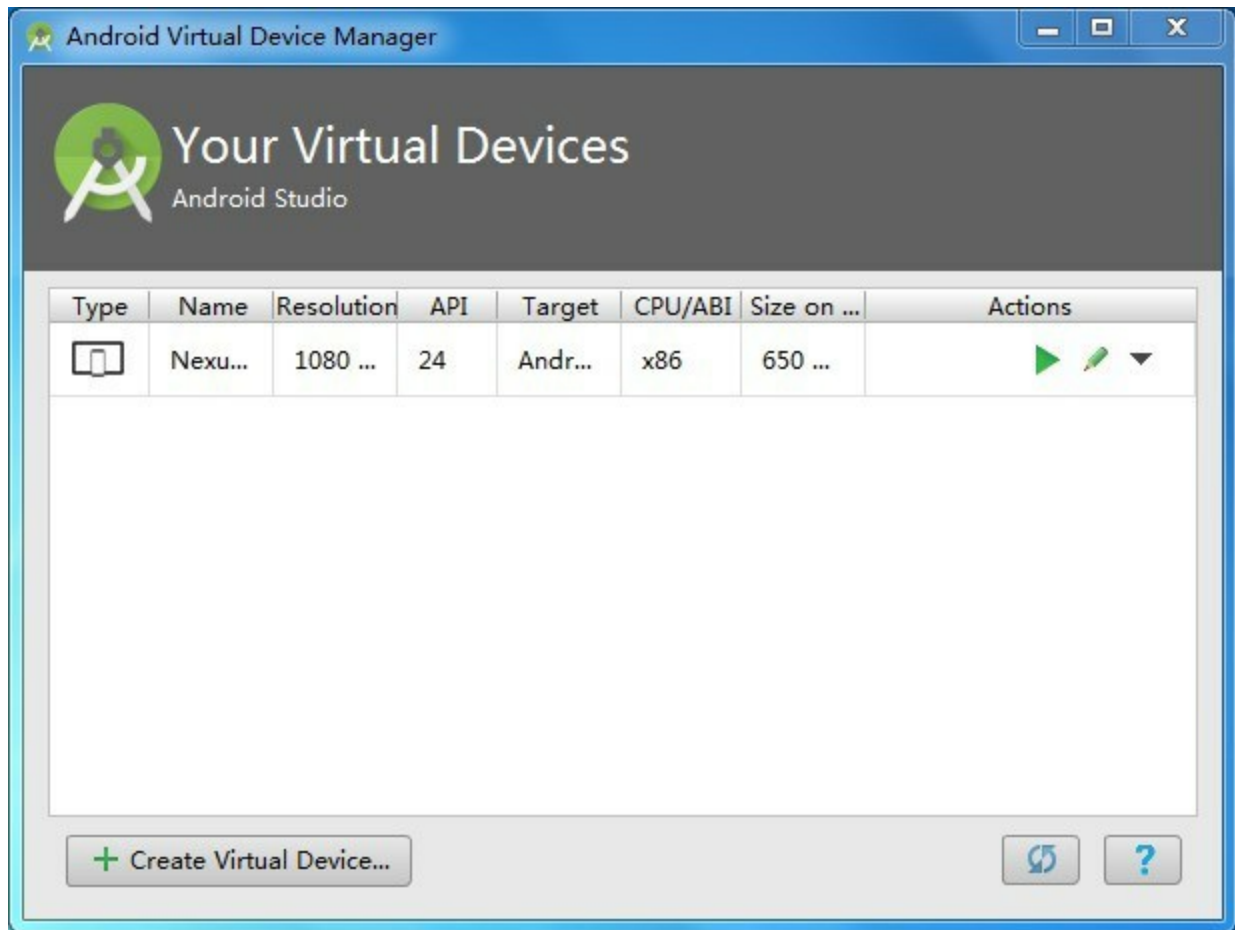 Android Virtual Device Manager
Your Virtual Devices
Android Studio
Type Name Resolution API Target CPU/ABI Size on ... Actions
Nexu... 1080 ... 24 Andr... x86 650 ...
+ Create Virtual Device... ?